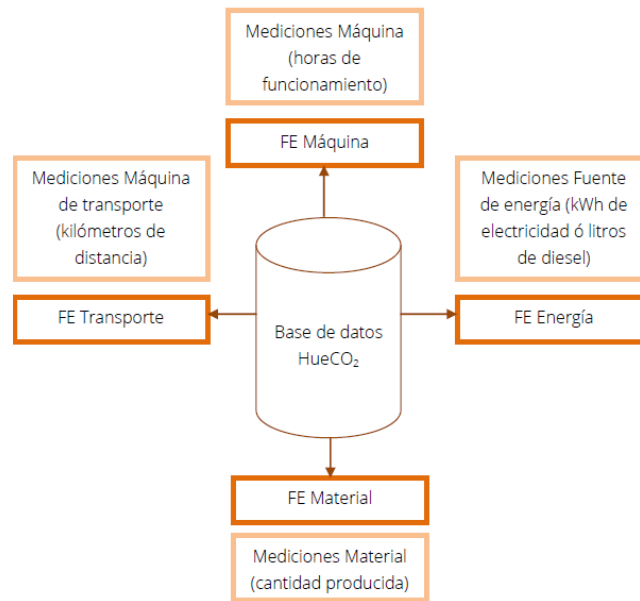 Mediciones Máquina
(horas de
funcionamiento)
FE Máquina
Mediciones Máquina
de transporte
(kilómetros de
distancia)
FE Transporte
Mediciones Fuente
de energía (kWh de
electricidad ó litros
de diesel)
FE Energía
Base de datos
HueCO₂
FE Material
Mediciones Material
(cantidad producida)